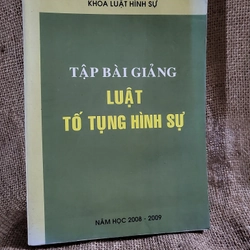 KHOA LUẬT HÌNH SỰ
TẬP BÀI GIẢNG
LUẬT
TỐ TỤNG HÌNH SỰ
NĂM HỌC 2008 - 2009